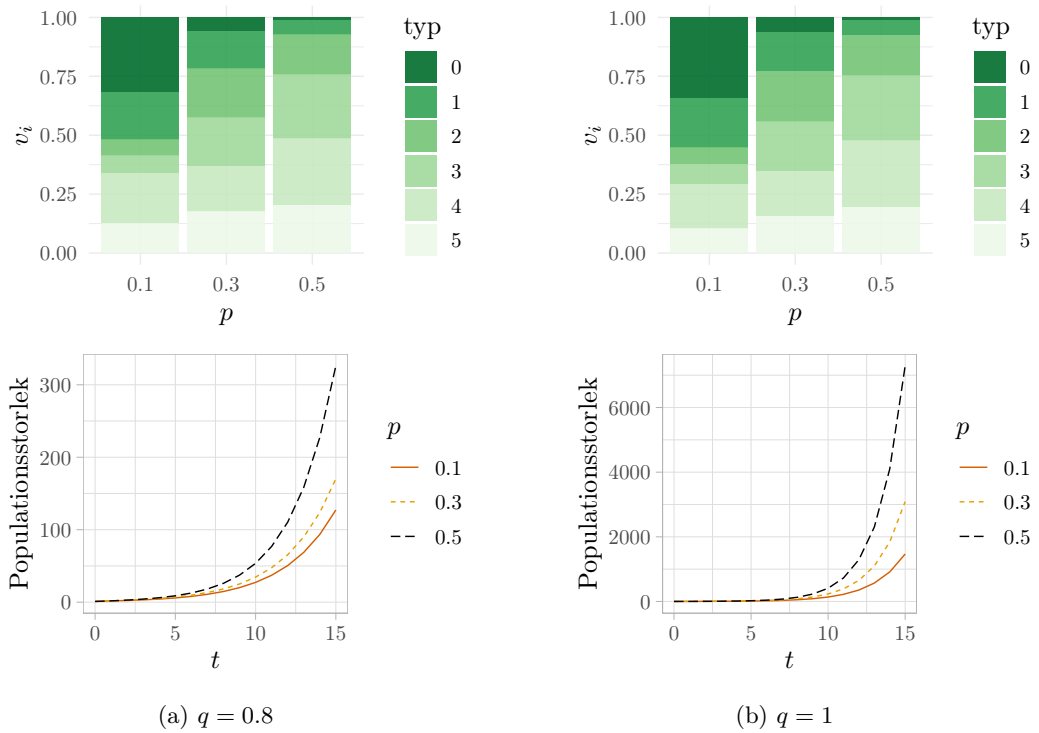 typ
0
1
2
3
4
5
1.00
0.75
0.50
0.25
0.00
v_i
0.1 0.3 0.5
p
typ
0
1
2
3
4
5
1.00
0.75
0.50
0.25
0.00
v_i
0.1 0.3 0.5
p
Populationsstorlek
300
200
100
0
0 5 10 15
t
p
0.1
0.3
0.5
(a) q = 0.8
Populationsstorlek
6000
4000
2000
0
0 5 10 15
t
p
0.1
0.3
0.5
(b) q = 1